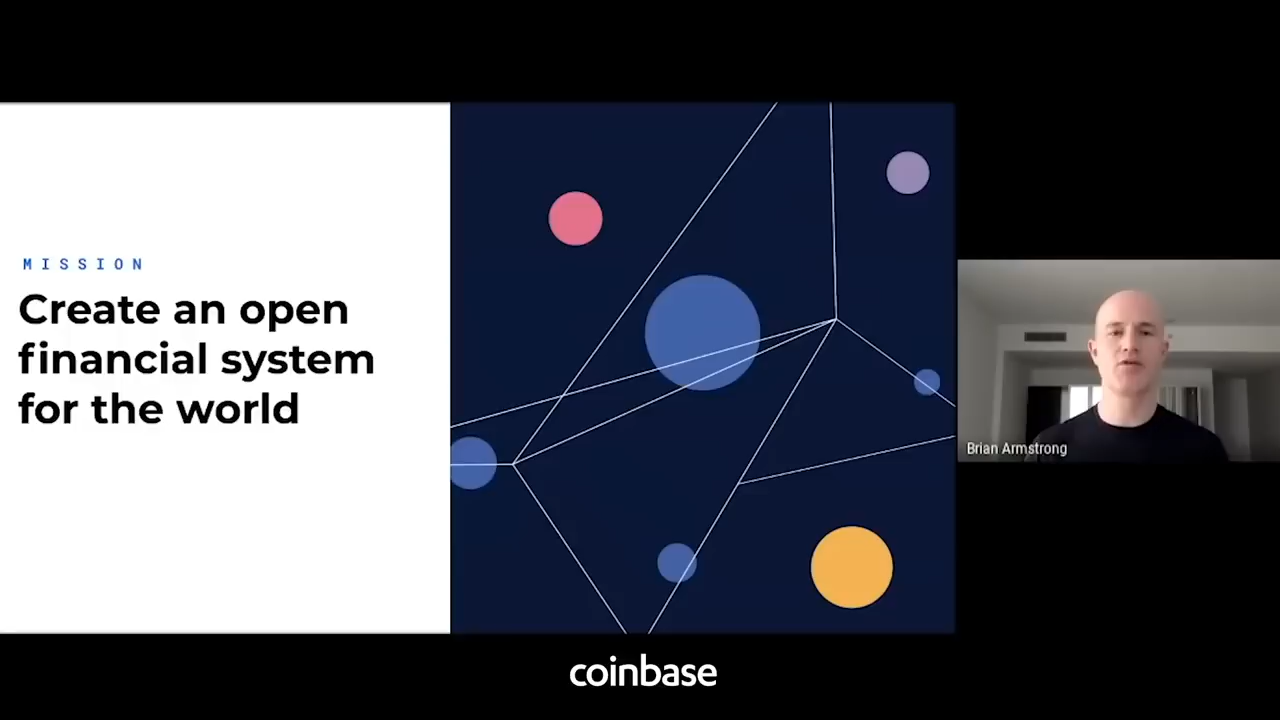 MISSION
Create an open
financial system
for the world
Brian Armstrong
coinbase